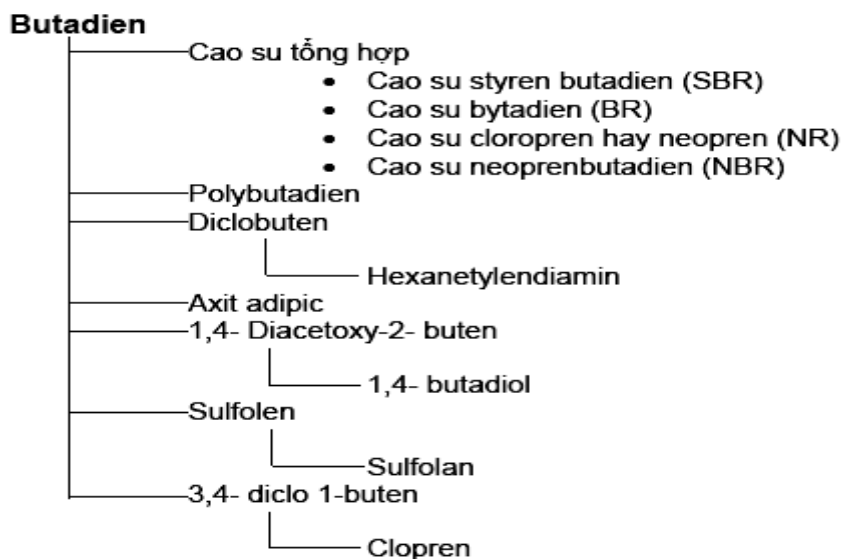 Butadien
Cao su tổng hợp
• Cao su styren butadien (SBR)
• Cao su bytadien (BR)
• Cao su cloropren hay neopren (NR)
• Cao su neoprenbutadien (NBR)
Polybutadien
Diclobuten
Hexanetylendiamin
Axit adipic
1,4- Diacetoxy-2- buten
1,4- butadiol
Sulfolen
Sulfolan
3,4- diclo 1-buten
Clopren